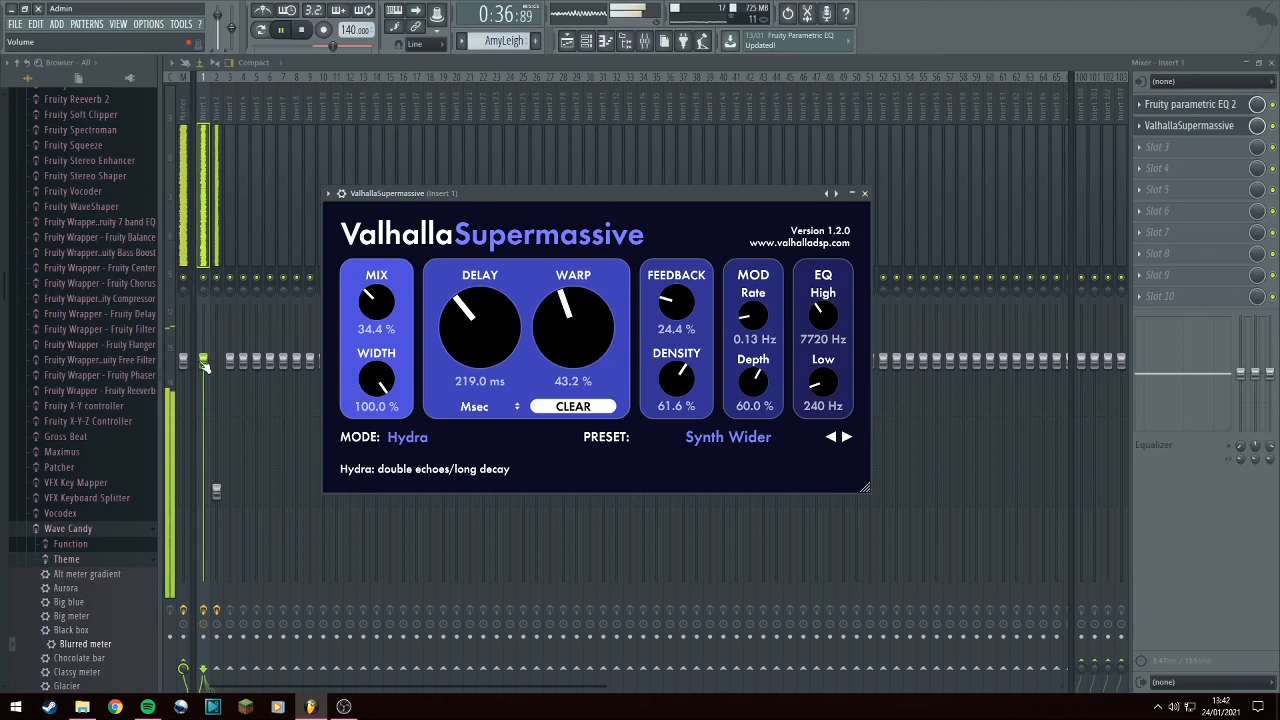 Admin
FILE EDIT ADD PATTERNS VIEW OPTIONS TOOLS ?
Volume
3.2
140.000
Line
0:36:89
AmyLeigh
17
725 MB
11
13/01 Fruity Parametric EQ
Updated!
Browser - All
Compact
Mixer - Insert 1
Fruity Reeverb 2
Fruity Soft Clipper
Fruity Spectroman
Fruity Squeeze
Fruity Stereo Enhancer
Fruity Stereo Shaper
Fruity Vocoder
Fruity WaveShaper
Fruity Wrapper..ruity 7 band EQ
Fruity Wrapper - Fruity Balance
Fruity Wrapper...uity Bass Boost
Fruity Wrapper - Fruity Center
Fruity Wrapper - Fruity Chorus
Fruity Wrapper...ity Compressor
Fruity Wrapper - Fruity Delay
Fruity Wrapper - Fruity Filter
Fruity Wrapper - Fruity Flanger
Fruity Wrapper...uity Free Filter
Fruity Wrapper - Fruity Phaser
Fruity Wrapper - Fruity Reeverb
Fruity X-Y controller
Fruity X-Y-Z Controller
Gross Beat
Maximus
Patcher
VFX Key Mapper
VFX Keyboard Splitter
Vocodex
Wave Candy
Function
Theme
Alt meter gradient
Aurora
Big blue
Big meter
Black box
Blurred meter
Chocolate bar
Classy meter
Glacier
ValhallaSupermassive (Insert 1)
ValhallaSupermassive
Version 1.2.0
www.valhalladsp.com
MIX
34.4 %
WIDTH
100.0 %
DELAY
219.0 ms
Msec
WARP
43.2 %
CLEAR
FEEDBACK
24.4 %
DENSITY
61.6 %
MOD
Rate
0.13 Hz
Depth
60.0 %
EQ
High
7720 Hz
Low
240 Hz
MODE: Hydra
PRESET: Synth Wider
Hydra: double echoes/long decay
(none)
Fruity parametric EQ 2
ValhallaSupermassive
Slot 3
Slot 4
Slot 5
Slot 6
Slot 7
Slot 8
Slot 9
Slot 10
Equalizer
(none)
13:42
24/01/2021